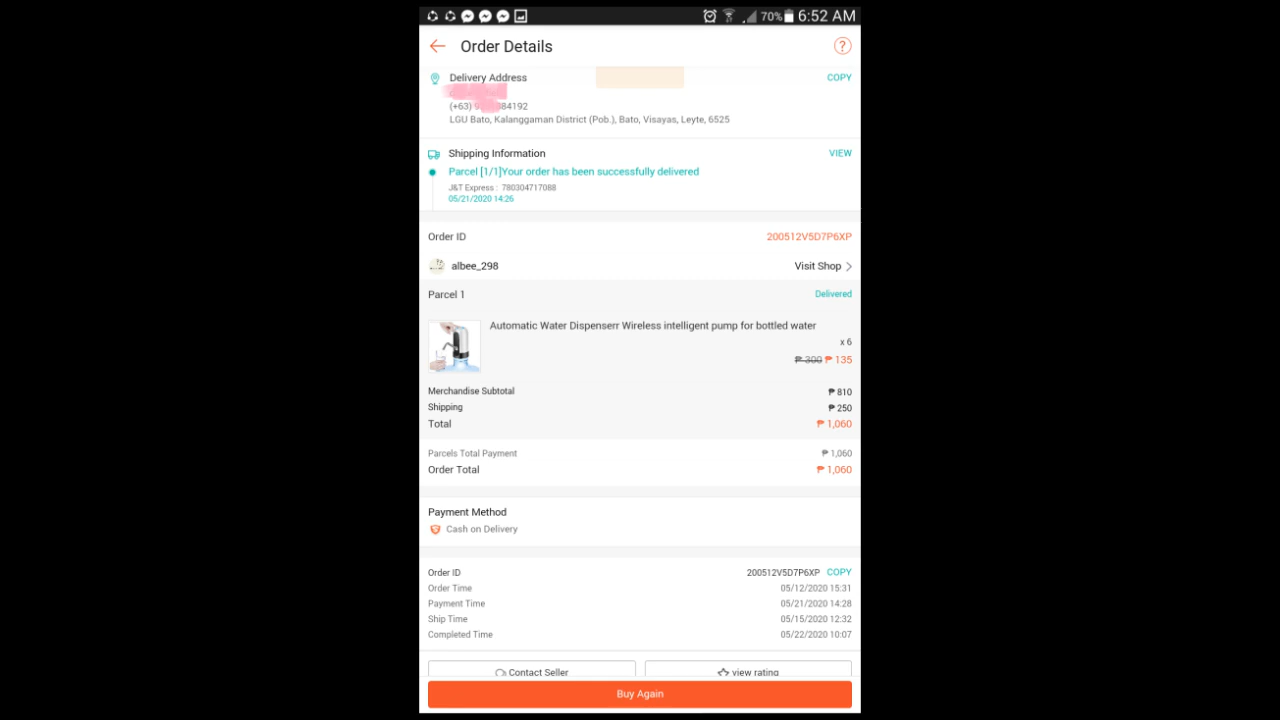 70% 6:52 AM
Order Details
?
Delivery Address COPY
(+63) 84192
LGU Bato, Kalanggaman District (Pob.), Bato, Visayas, Leyte, 6525
Shipping Information VIEW
Parcel [1/1]Your order has been successfully delivered
J&T Express : 780304717088
05/21/2020 14:26
Order ID 200512V5D7P6XP
albee_298 Visit Shop
Parcel 1 Delivered
Automatic Water Dispenserr Wireless intelligent pump for bottled water
x 6
₱ 300 ₱ 135
Merchandise Subtotal ₱ 810
Shipping ₱ 250
Total ₱ 1,060
Parcels Total Payment ₱ 1,060
Order Total ₱ 1,060
Payment Method
Cash on Delivery
Order ID 200512V5D7P6XP COPY
Order Time 05/12/2020 15:31
Payment Time 05/21/2020 14:28
Ship Time 05/15/2020 12:32
Completed Time 05/22/2020 10:07
Contact Seller view rating
Buy Again